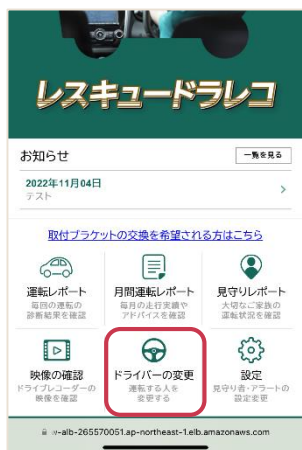 レスキュードラレコ
お知らせ
一覧を見る
2022年11月04日
テスト
取付ブラケットの交換を希望される方はこちら
運転レポート
毎回の運転の
診断結果を確認
月間運転レポート
毎月の走行実績や
アドバイスを確認
見守りレポート
大切なご家族の
運転状況を確認
映像の確認
ドライブレコーダーの
映像を確認
ドライバーの変更
運転する人を
変更する
設定
見守り者・アラートの
設定変更
v-alb-265570051.ap-northeast-1.elb.amazonaws.com